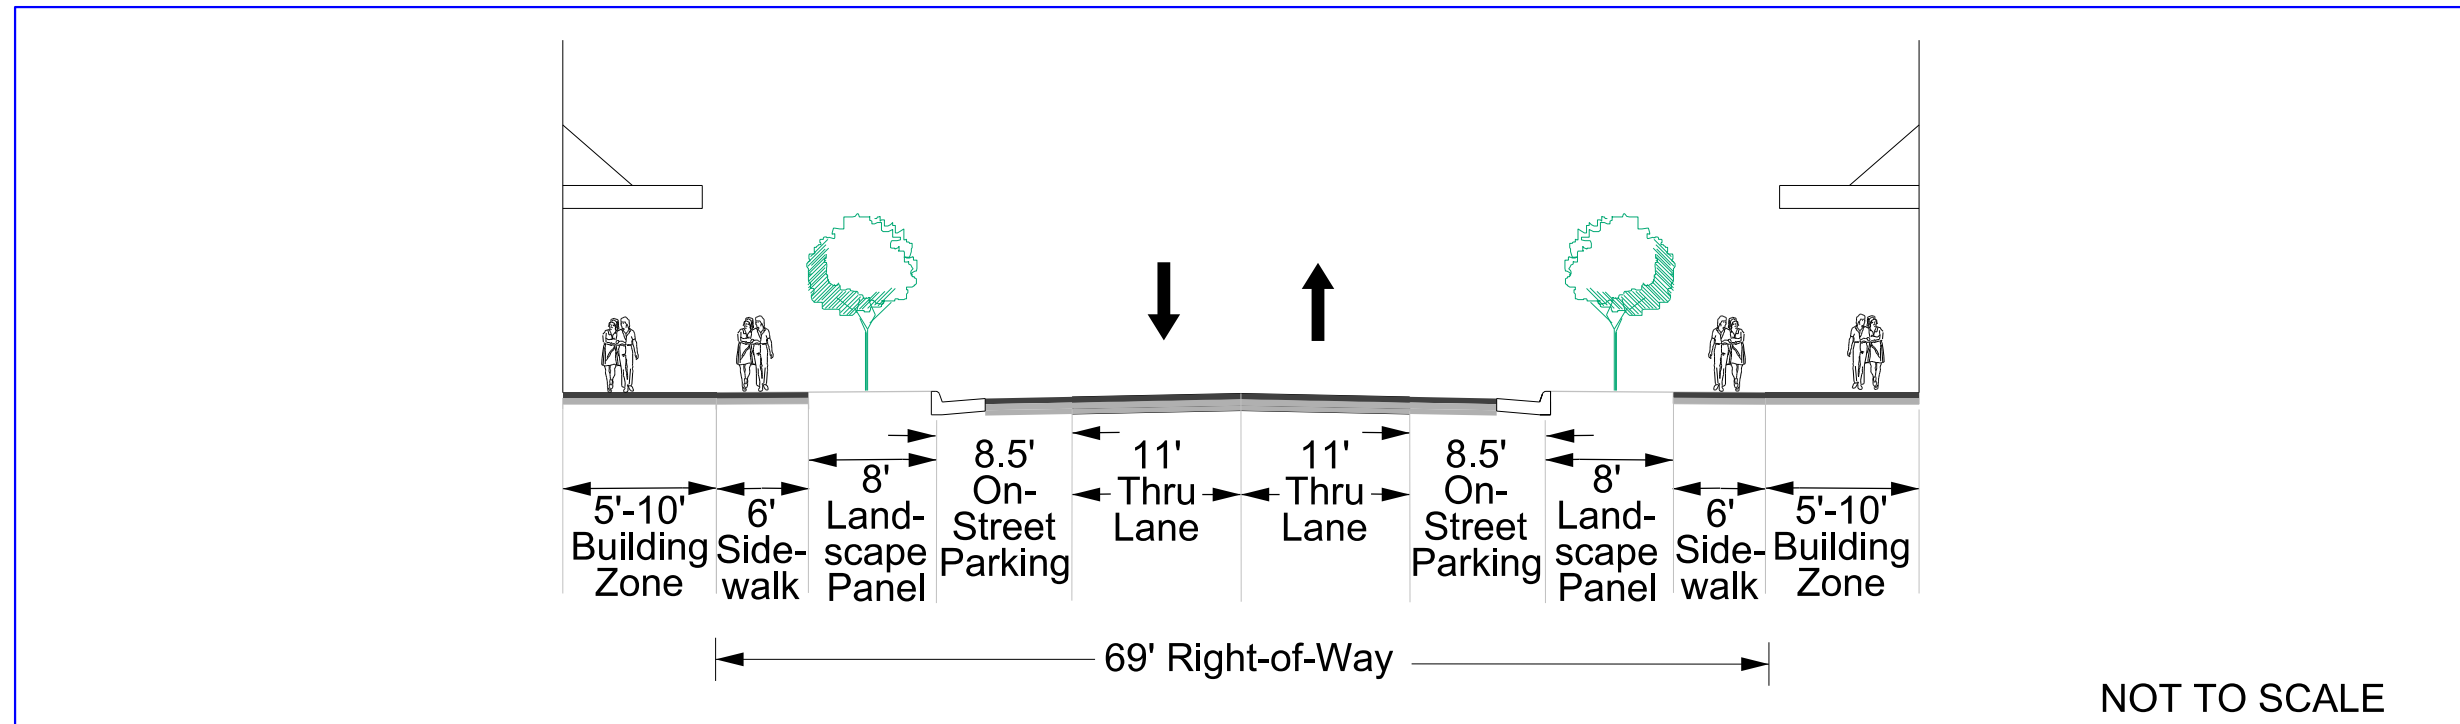 5'-10'
Building
Zone
6'
Side-
walk
8'
Land-
scape
Panel
8.5'
On-
Street
Parking
11'
Thru
Lane
11'
Thru
Lane
8.5'
On-
Street
Parking
8'
Land-
scape
Panel
6'
Side-
walk
5'-10'
Building
Zone
69' Right-of-Way
NOT TO SCALE